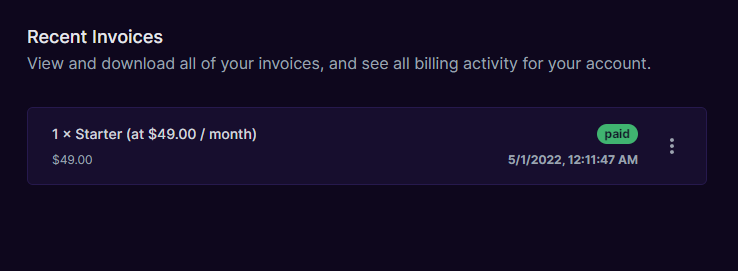 Recent Invoices
View and download all of your invoices, and see all billing activity for your account.
1 × Starter (at $49.00 / month)
paid
$49.00
5/1/2022, 12:11:47 AM